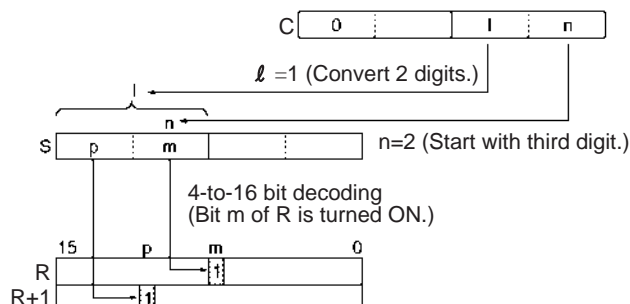 C 0 l n
ℓ =1 (Convert 2 digits.)
l
n
n=2 (Start with third digit.)
S p m
4-to-16 bit decoding
(Bit m of R is turned ON.)
15 p m 0
R 1
R+1 1